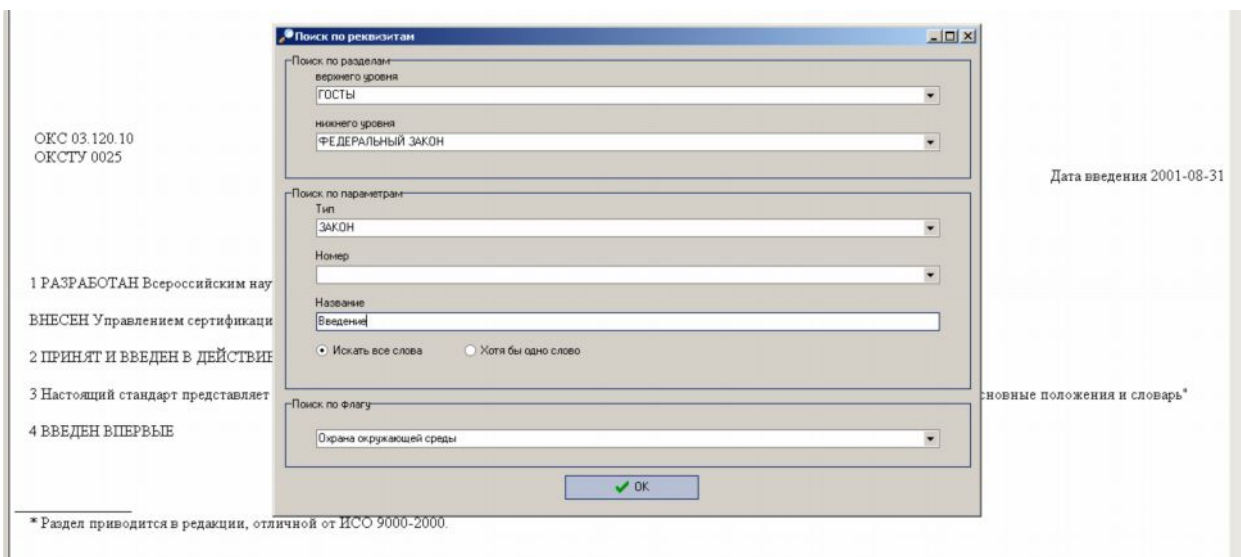 Поиск по реквизитам
Поиск по разделам
верхнего уровня
ГОСТЫ
нижнего уровня
ФЕДЕРАЛЬНЫЙ ЗАКОН
ОКС 03.120.10
ОКСТУ 0025
Дата введения 2001-08-31
Поиск по параметрам
Тип
ЗАКОН
Номер
1 РАЗРАБОТАН Всероссийским нау
Название
ВНЕСЕН Управлением сертификаци
Введение
Искать все слова Хотя бы одно слово
2 ПРИНЯТ И ВВЕДЕН В ДЕЙСТВИЕ
3 Настоящий стандарт представляет сновные положения и словарь"
Поиск по флагу
4 ВВЕДЕН ВПЕРВЫЕ
Охрана окружающей среды
OK
* Раздел приводится в редакции, отличной от ИСО 9000-2000.